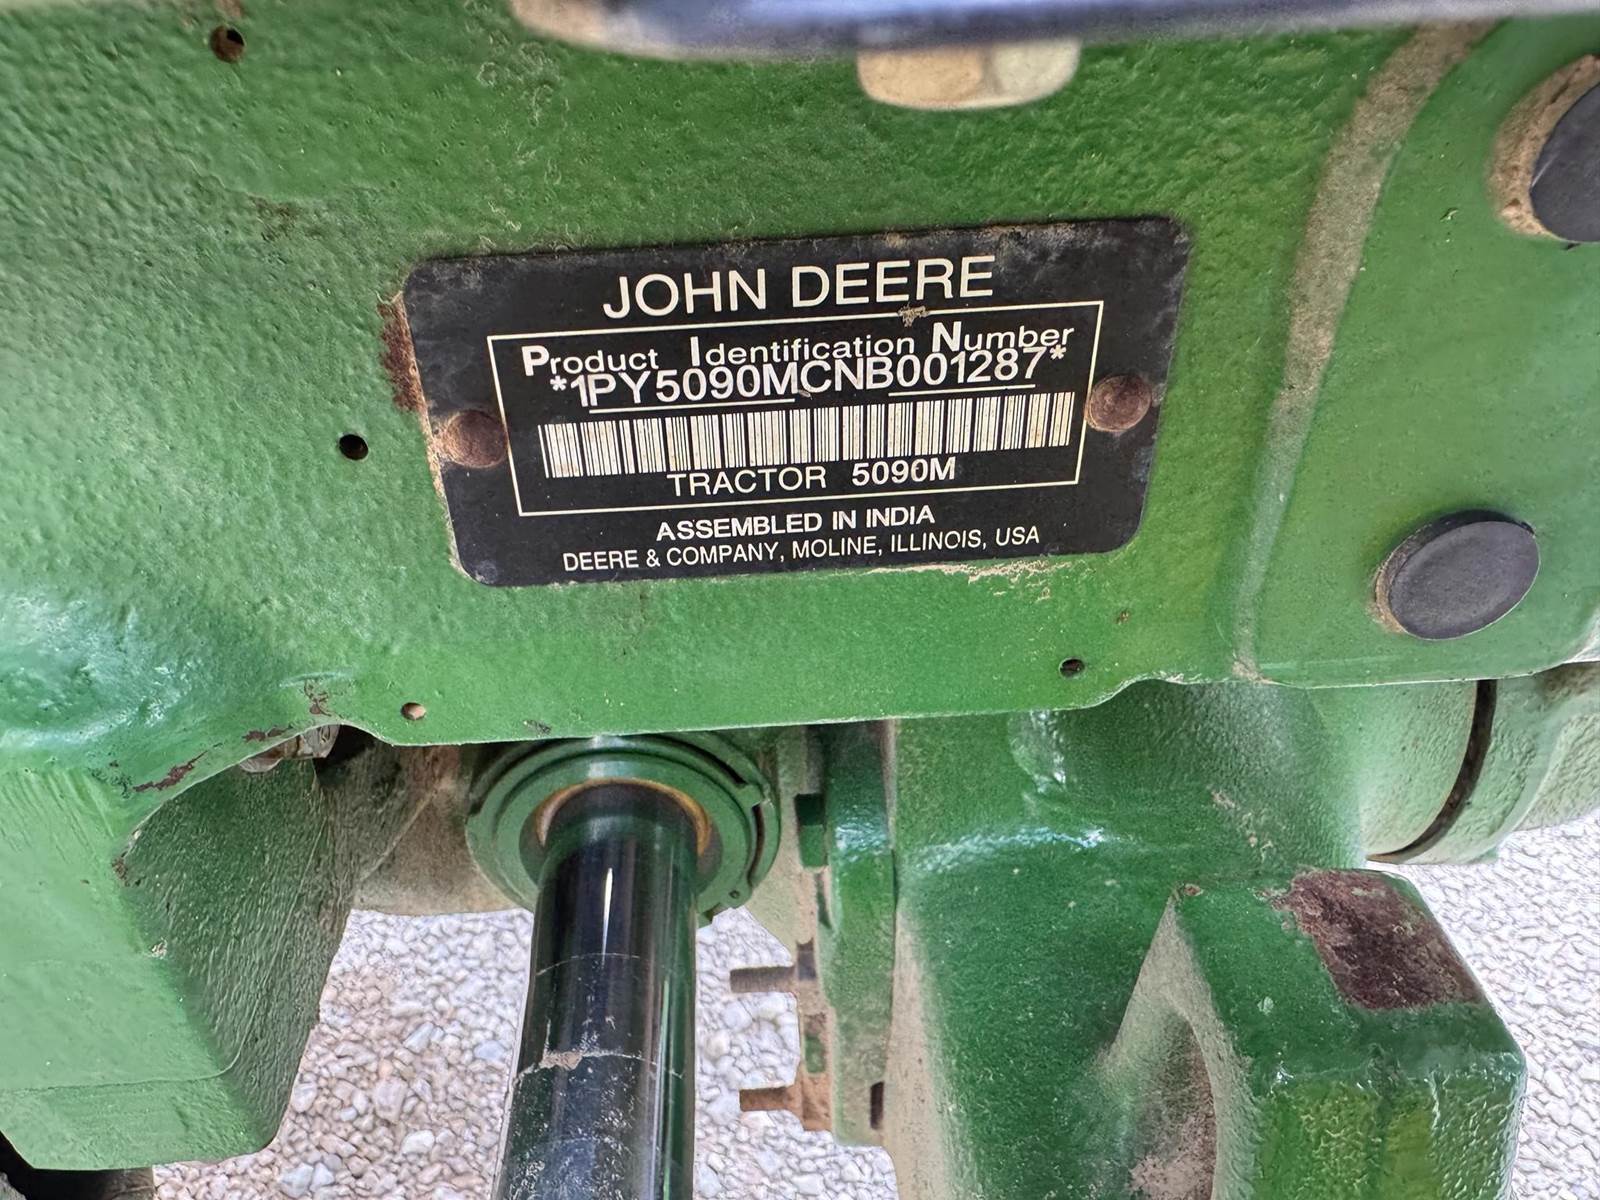 JOHN DEERE
Product Identification Number
*1PY5090MCNB001287*
TRACTOR 5090M
ASSEMBLED IN INDIA
DEERE & COMPANY, MOLINE, ILLINOIS, USA